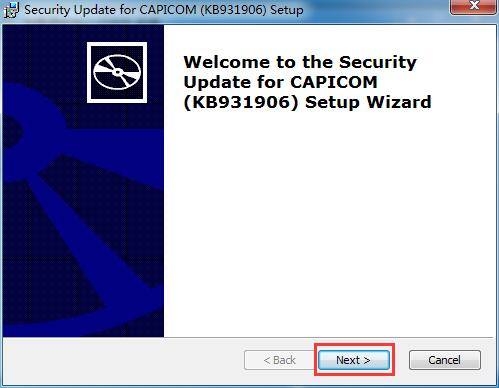 Security Update for CAPICOM (KB931906) Setup
Welcome to the Security
Update for CAPICOM
(KB931906) Setup Wizard
< Back
Next >
Cancel